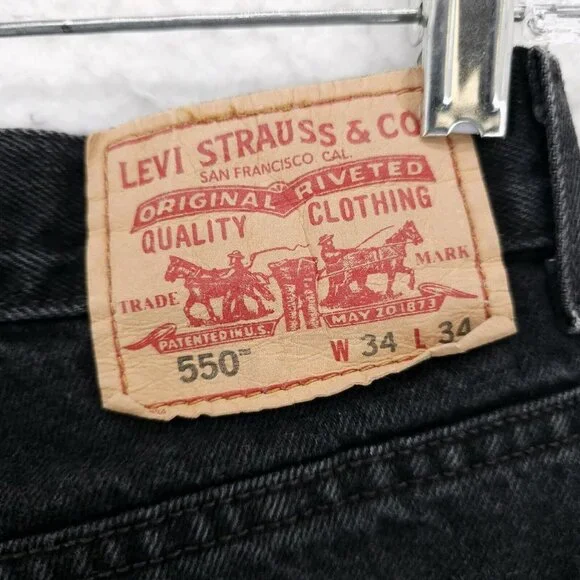 LEVI STRAUSS & CO
SAN FRANCISCO CAL.
ORIGINAL RIVETED
QUALITY CLOTHING
TRADE MARK
PATENTED IN U.S. MAY 20 1873
550™ W 34 L 34